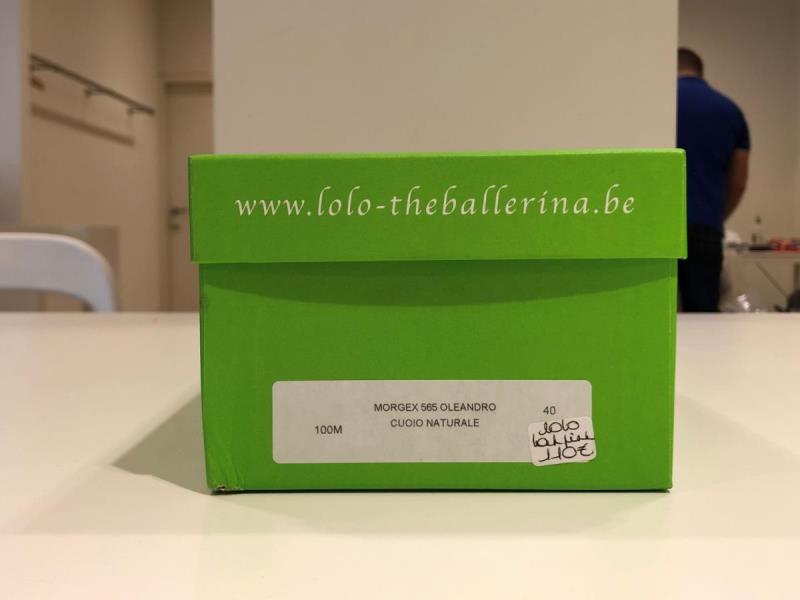 www.lolo-theballerina.be
MORGEX 565 OLEANDRO
40
CUOIO NATURALE
100M
lolo
110€